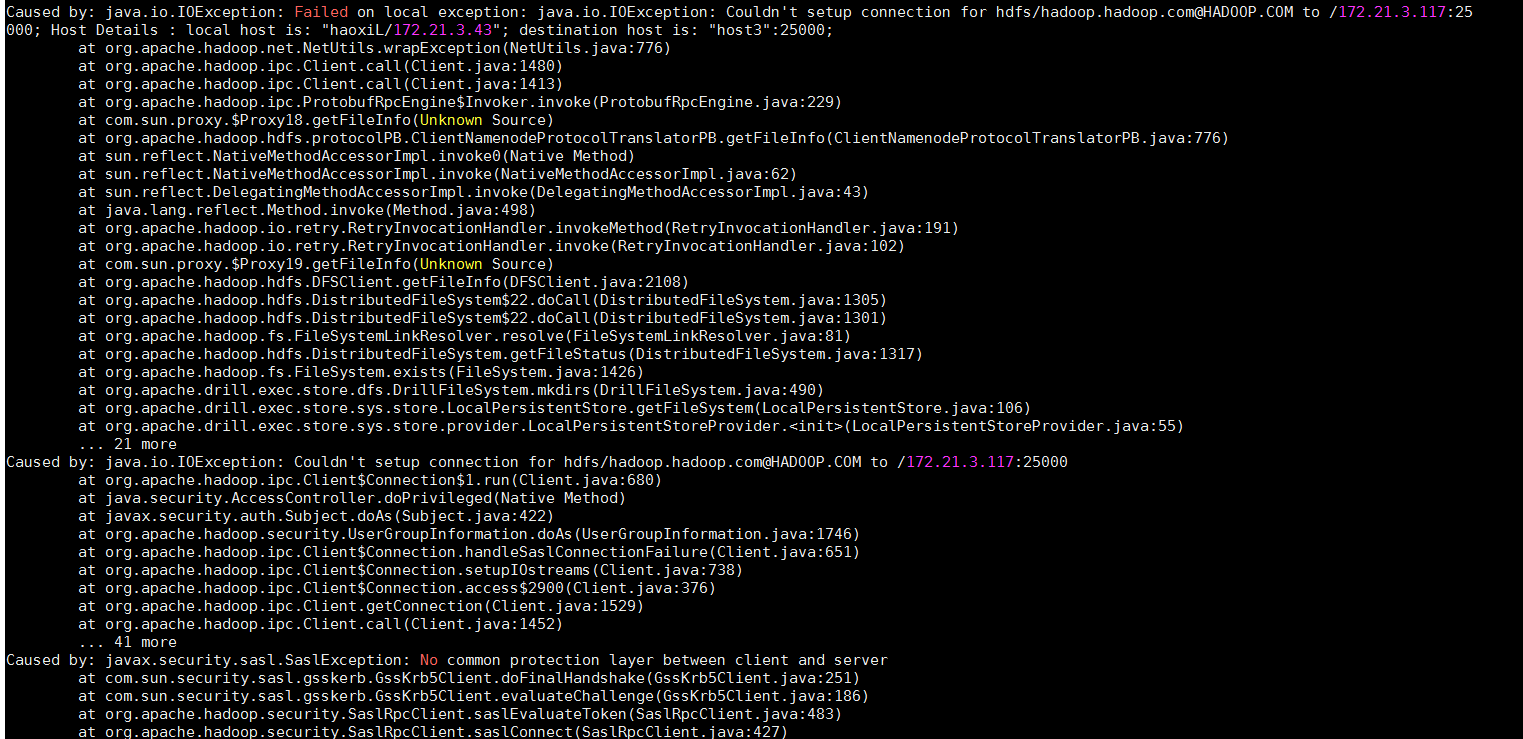 Caused by: java.io.IOException: Failed on local exception: java.io.IOException: Couldn't setup connection for hdfs/hadoop.hadoop.com@HADOOP.COM to /172.21.3.117:25
000; Host Details : local host is: "haoxiL/172.21.3.43"; destination host is: "host3":25000;
at org.apache.hadoop.net.NetUtils.wrapException(NetUtils.java:776)
at org.apache.hadoop.ipc.Client.call(Client.java:1480)
at org.apache.hadoop.ipc.Client.call(Client.java:1413)
at org.apache.hadoop.ipc.ProtobufRpcEngine$Invoker.invoke(ProtobufRpcEngine.java:229)
at com.sun.proxy.$Proxy18.getFileInfo(Unknown Source)
at org.apache.hadoop.hdfs.protocolPB.ClientNamenodeProtocolTranslatorPB.getFileInfo(ClientNamenodeProtocolTranslatorPB.java:776)
at sun.reflect.NativeMethodAccessorImpl.invoke0(Native Method)
at sun.reflect.NativeMethodAccessorImpl.invoke(NativeMethodAccessorImpl.java:62)
at sun.reflect.DelegatingMethodAccessorImpl.invoke(DelegatingMethodAccessorImpl.java:43)
at java.lang.reflect.Method.invoke(Method.java:498)
at org.apache.hadoop.io.retry.RetryInvocationHandler.invokeMethod(RetryInvocationHandler.java:191)
at org.apache.hadoop.io.retry.RetryInvocationHandler.invoke(RetryInvocationHandler.java:102)
at com.sun.proxy.$Proxy19.getFileInfo(Unknown Source)
at org.apache.hadoop.hdfs.DFSClient.getFileInfo(DFSClient.java:2108)
at org.apache.hadoop.hdfs.DistributedFileSystem$22.doCall(DistributedFileSystem.java:1305)
at org.apache.hadoop.hdfs.DistributedFileSystem$22.doCall(DistributedFileSystem.java:1301)
at org.apache.hadoop.fs.FileSystemLinkResolver.resolve(FileSystemLinkResolver.java:81)
at org.apache.hadoop.hdfs.DistributedFileSystem.getFileStatus(DistributedFileSystem.java:1317)
at org.apache.hadoop.fs.FileSystem.exists(FileSystem.java:1426)
at org.apache.drill.exec.store.dfs.DrillFileSystem.mkdirs(DrillFileSystem.java:490)
at org.apache.drill.exec.store.sys.store.LocalPersistentStore.getFileSystem(LocalPersistentStore.java:106)
at org.apache.drill.exec.store.sys.store.provider.LocalPersistentStoreProvider.<init>(LocalPersistentStoreProvider.java:55)
... 21 more
Caused by: java.io.IOException: Couldn't setup connection for hdfs/hadoop.hadoop.com@HADOOP.COM to /172.21.3.117:25000
at org.apache.hadoop.ipc.Client$Connection$1.run(Client.java:680)
at java.security.AccessController.doPrivileged(Native Method)
at javax.security.auth.Subject.doAs(Subject.java:422)
at org.apache.hadoop.security.UserGroupInformation.doAs(UserGroupInformation.java:1746)
at org.apache.hadoop.ipc.Client$Connection.handleSaslConnectionFailure(Client.java:651)
at org.apache.hadoop.ipc.Client$Connection.setupIOstreams(Client.java:738)
at org.apache.hadoop.ipc.Client$Connection.access$2900(Client.java:376)
at org.apache.hadoop.ipc.Client.getConnection(Client.java:1529)
at org.apache.hadoop.ipc.Client.call(Client.java:1452)
... 41 more
Caused by: javax.security.sasl.SaslException: No common protection layer between client and server
at com.sun.security.sasl.gsskerb.GssKrb5Client.doFinalHandshake(GssKrb5Client.java:251)
at com.sun.security.sasl.gsskerb.GssKrb5Client.evaluateChallenge(GssKrb5Client.java:186)
at org.apache.hadoop.security.SaslRpcClient.saslEvaluateToken(SaslRpcClient.java:483)
at org.apache.hadoop.security.SaslRpcClient.saslConnect(SaslRpcClient.java:427)